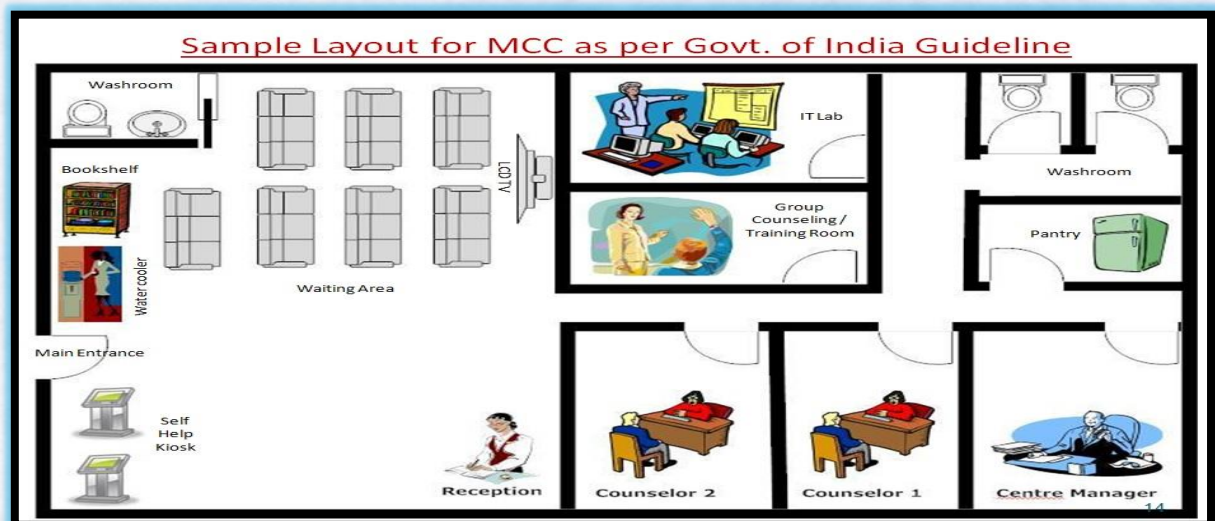 Sample Layout for MCC as per Govt. of India Guideline
Washroom
IT Lab
Bookshelf
LCD TV
Washroom
Group
Counseling /
Training Room
Pantry
Water cooler
Waiting Area
Main Entrance
Self
Help
Kiosk
Reception
Counselor 2
Counselor 1
Centre Manager
14